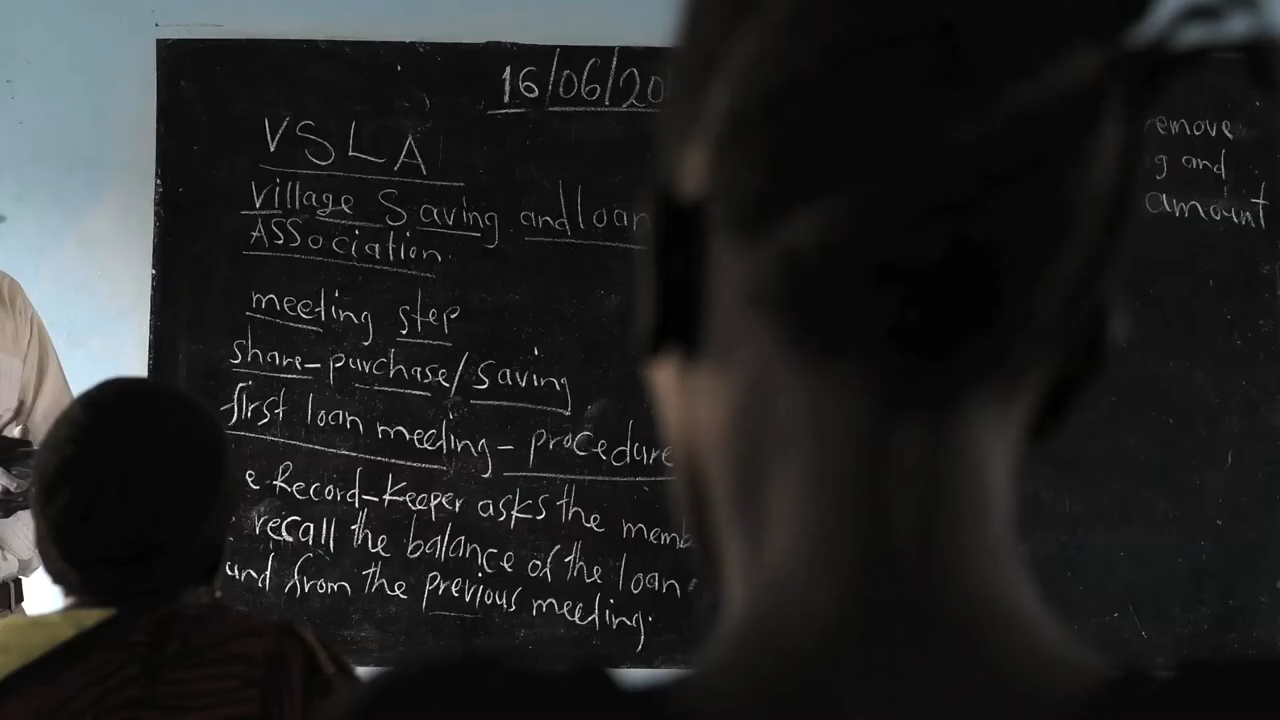 16/06/20
VSLA
Village Saving and loan
ASSociation.
meeting step
share-purchase/saving
first loan meeting-procedure
e Record-Keeper asks the memb
recall the balance of the loan
und from the previous meeting.
emove
g and
amount